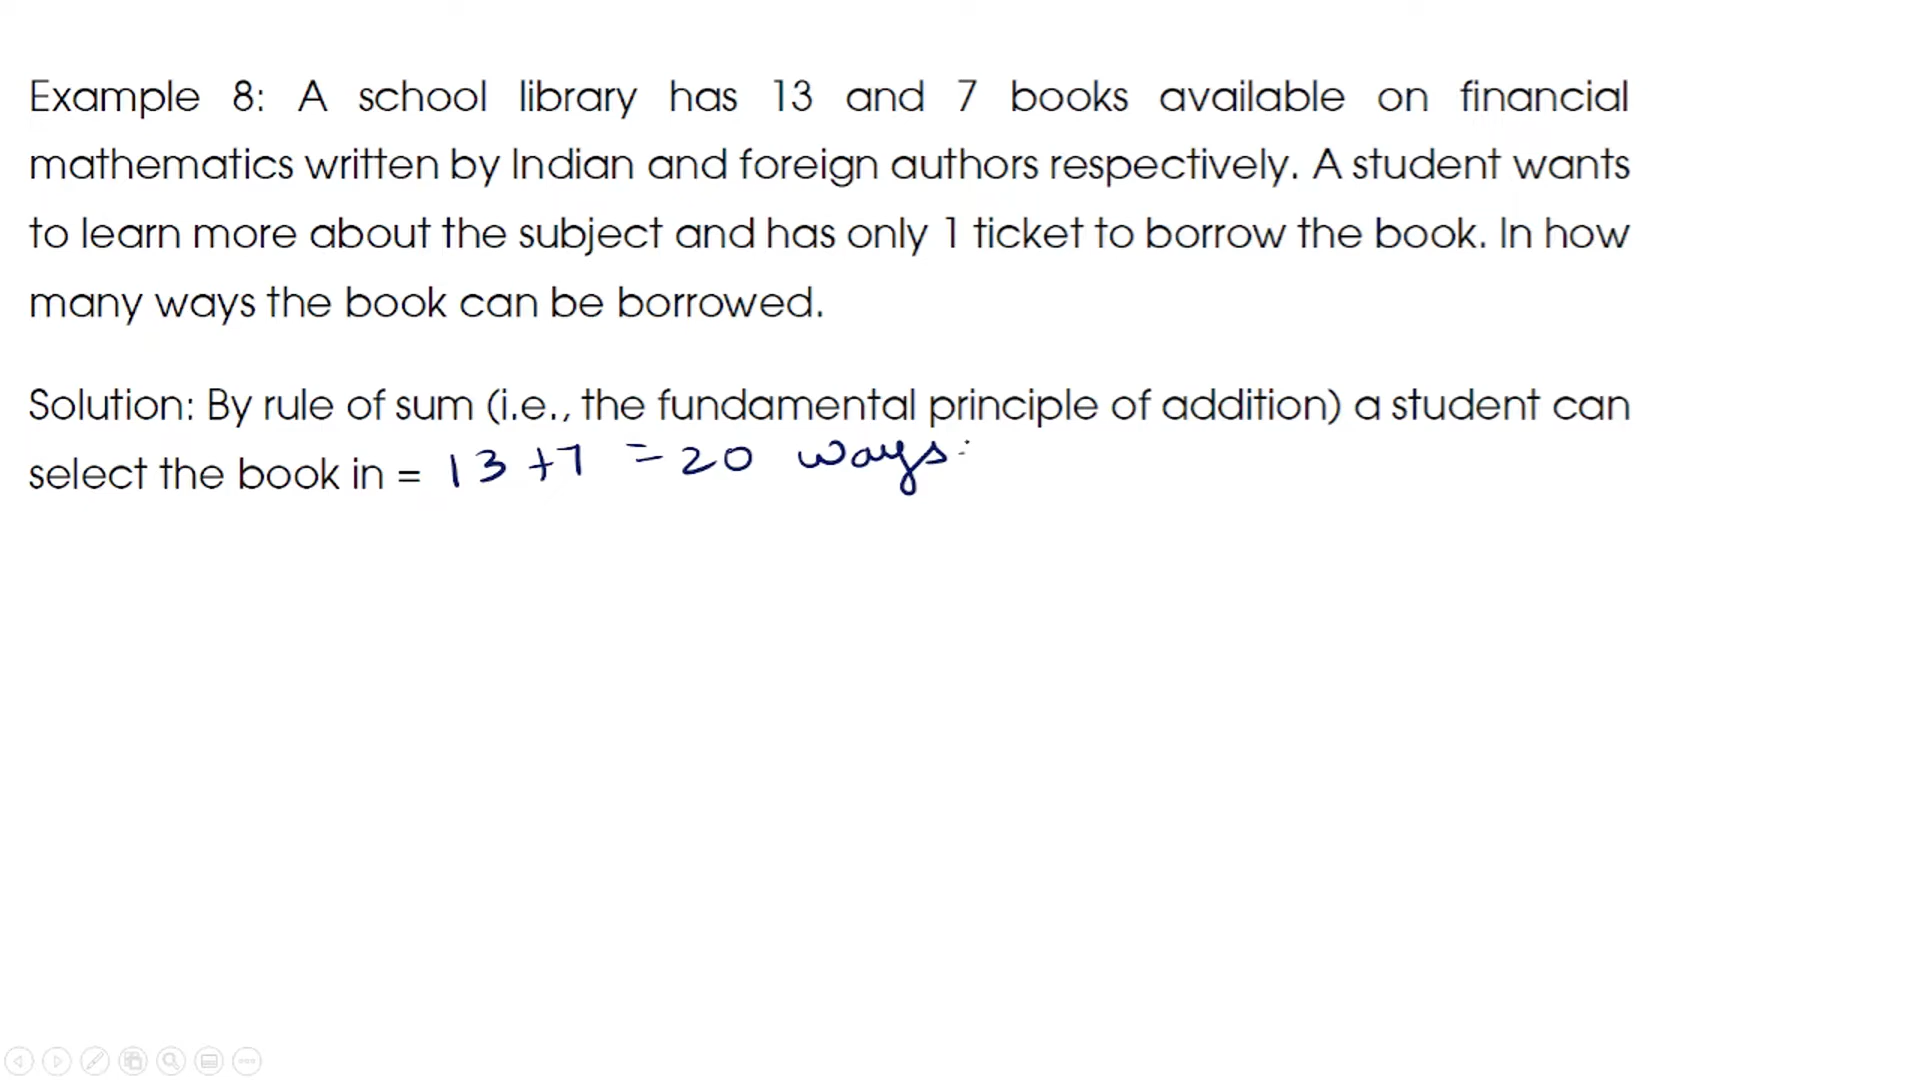 Example 8: A school library has 13 and 7 books available on financial
mathematics written by Indian and foreign authors respectively. A student wants
to learn more about the subject and has only 1 ticket to borrow the book. In how
many ways the book can be borrowed.
Solution: By rule of sum (i.e., the fundamental principle of addition) a student can
select the book in = 13 + 7 = 20 ways.